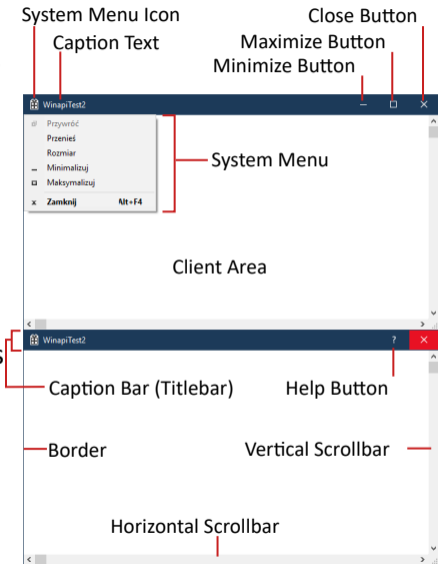 System Menu Icon
Close Button
Caption Text
Maximize Button
Minimize Button
WinapiTest2
Przywróć
Przenieś
Rozmiar
Minimalizuj
Maksymalizuj
x Zamknij Alt+F4
System Menu
Client Area
WinapiTest2 ?
s
Caption Bar (Titlebar)
Help Button
Border
Vertical Scrollbar
Horizontal Scrollbar